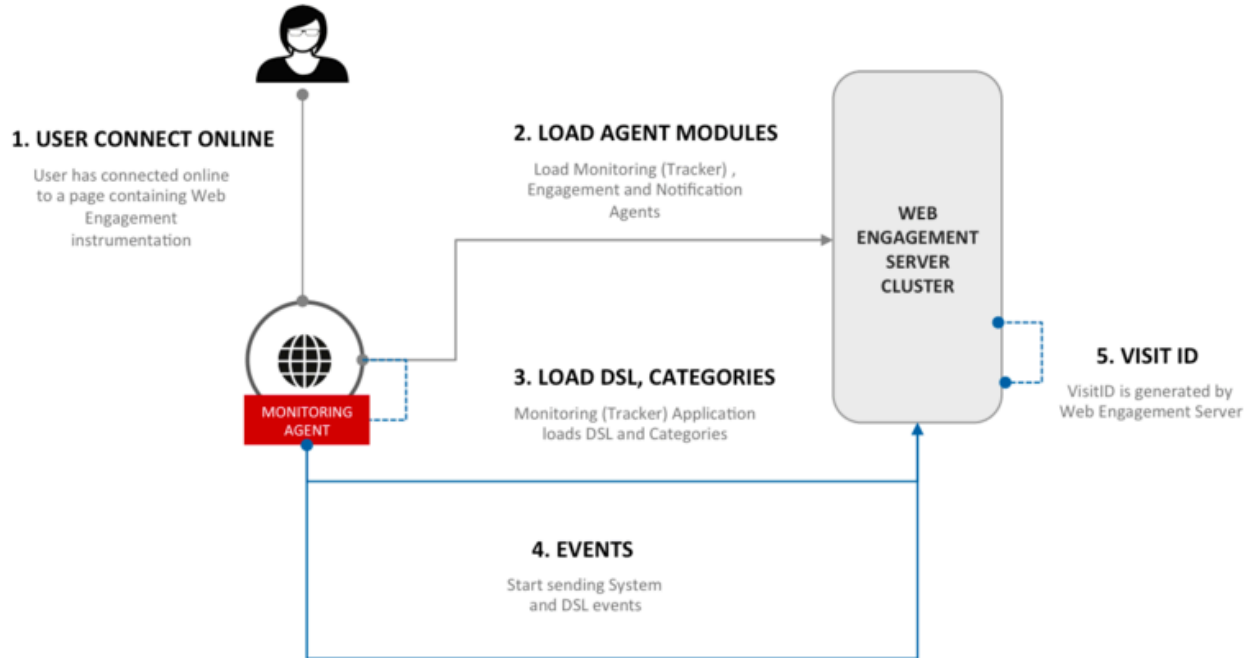 1. USER CONNECT ONLINE
User has connected online
to a page containing Web
Engagement
instrumentation
2. LOAD AGENT MODULES
Load Monitoring (Tracker) ,
Engagement and Notification
Agents
WEB
ENGAGEMENT
SERVER
CLUSTER
MONITORING
AGENT
3. LOAD DSL, CATEGORIES
Monitoring (Tracker) Application
loads DSL and Categories
5. VISIT ID
VisitID is generated by
Web Engagement Server
4. EVENTS
Start sending System
and DSL events